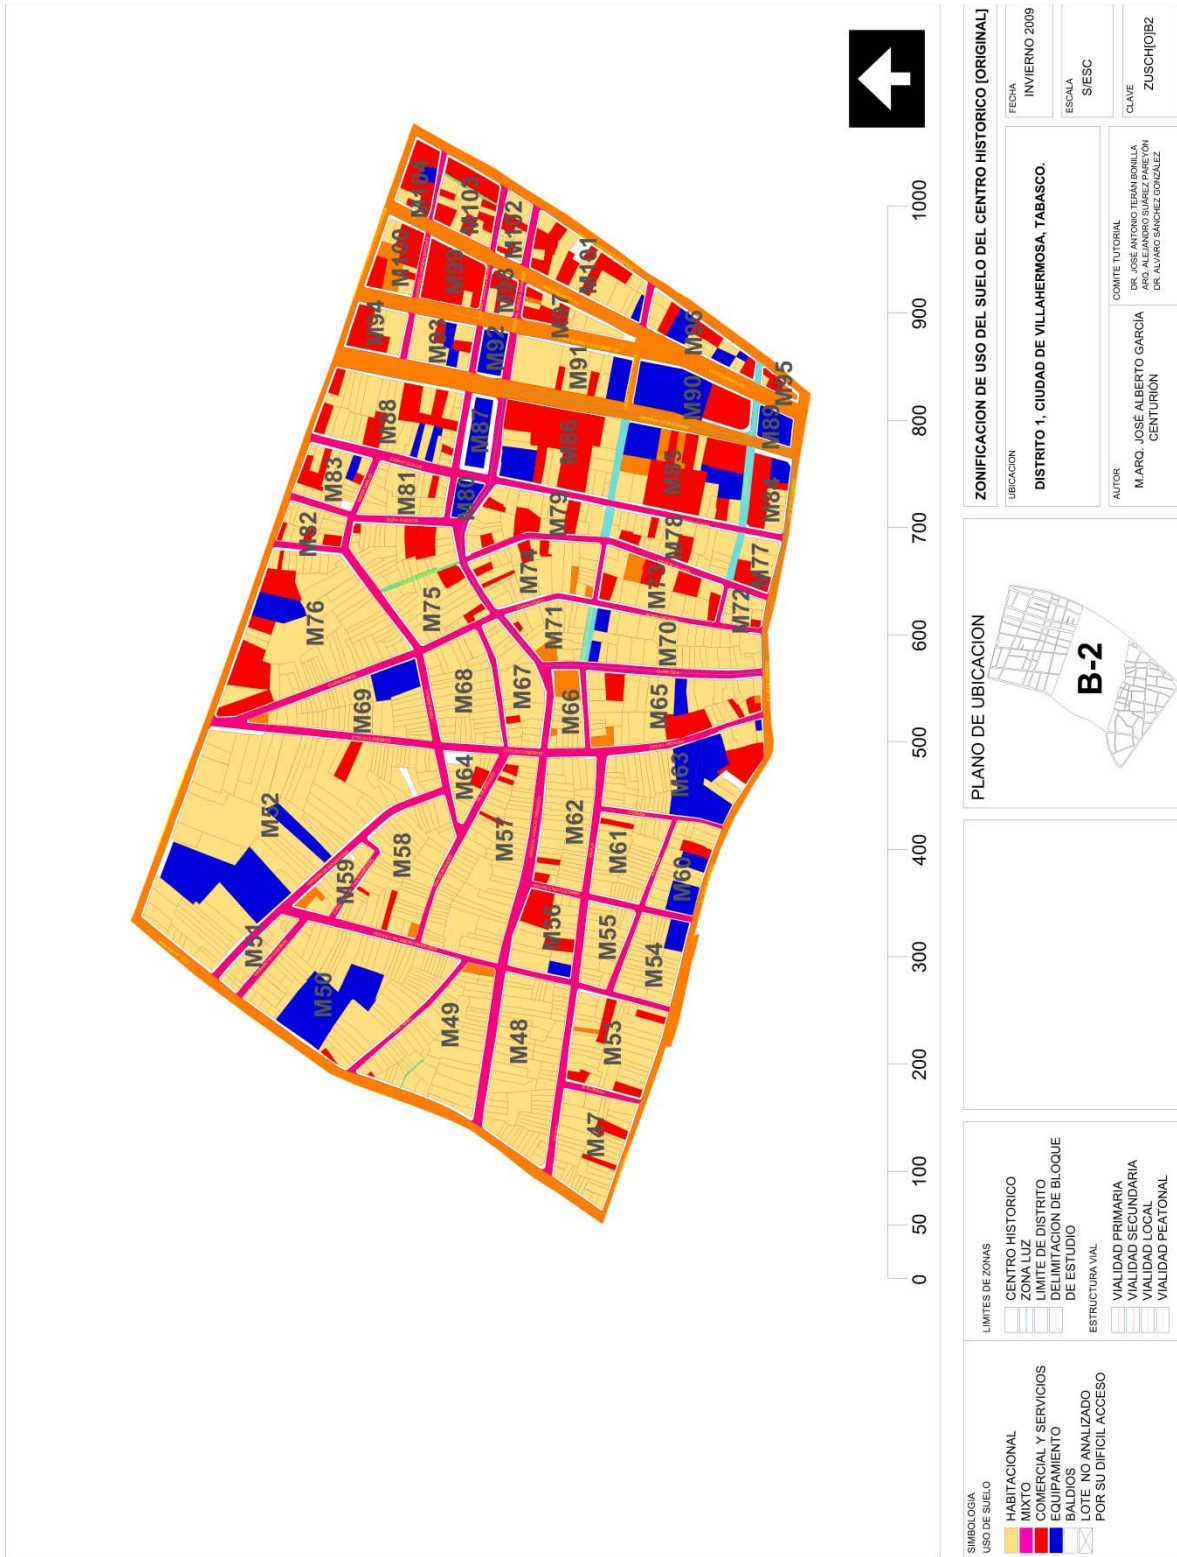 ZONIFICACION DE USO DEL SUELO DEL CENTRO HISTORICO [ORIGINAL]
UBICACION
DISTRITO 1, CIUDAD DE VILLAHERMOSA, TABASCO.
FECHA
INVIERNO 2009
ESCALA
S/ESC
CLAVE
ZUSCH[O]B2
AUTOR
M.ARQ. JOSÉ ALBERTO GARCÍA
CENTURIÓN
COMITE TUTORIAL
DR. JOSÉ ANTONIO TERÁN BONILLA
ARQ. ALEJANDRO SUÁREZ PAREYÓN
DR. ALVARO SÁNCHEZ GONZÁLEZ
PLANO DE UBICACION
B-2
SIMBOLOGIA
USO DE SUELO
HABITACIONAL
MIXTO
COMERCIAL Y SERVICIOS
EQUIPAMIENTO
BALDIOS
LOTE NO ANALIZADO
POR SU DIFICIL ACCESO
LIMITES DE ZONAS
CENTRO HISTORICO
ZONA LUZ
LIMITE DE DISTRITO
DELIMITACION DE BLOQUE
DE ESTUDIO
ESTRUCTURA VIAL
VIALIDAD PRIMARIA
VIALIDAD SECUNDARIA
VIALIDAD LOCAL
VIALIDAD PEATONAL
0
50
100
200
300
400
500
600
700
800
900
1000
M47
M48
M49
M50
M51
M52
M53
M54
M55
M56
M57
M58
M59
M60
M61
M62
M63
M64
M65
M66
M67
M68
M69
M70
M71
M72
M73
M74
M75
M76
M77
M78
M79
M80
M81
M82
M83
M84
M85
M86
M87
M88
M89
M90
M91
M92
M93
M94
M95
M96
M97
M98
M99
M100
M101
M102
M103
M104